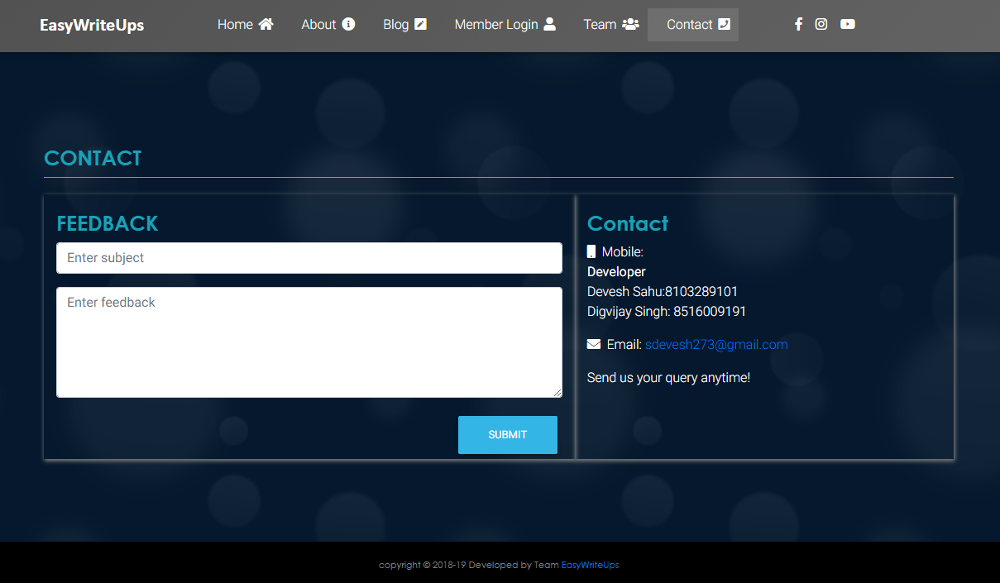 EasyWriteUps
Home
About
Blog
Member Login
Team
Contact
CONTACT
FEEDBACK
Enter subject
Enter feedback
SUBMIT
Contact
Mobile:
Developer
Devesh Sahu:8103289101
Digvijay Singh: 8516009191
Email: sdevesh273@gmail.com
Send us your query anytime!
copyright © 2018-19 Developed by Team EasyWriteUps